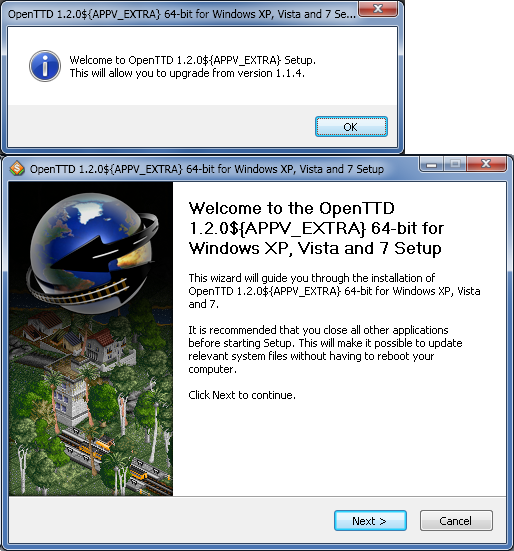 OpenTTD 1.2.0${APPV_EXTRA} 64-bit for Windows XP, Vista and 7 Se...
Welcome to OpenTTD 1.2.0${APPV_EXTRA} Setup.
This will allow you to upgrade from version 1.1.4.
OK
OpenTTD 1.2.0${APPV_EXTRA} 64-bit for Windows XP, Vista and 7 Setup
Welcome to the OpenTTD
1.2.0${APPV_EXTRA} 64-bit for
Windows XP, Vista and 7 Setup
This wizard will guide you through the installation of
OpenTTD 1.2.0${APPV_EXTRA} 64-bit for Windows XP, Vista
and 7.
It is recommended that you close all other applications
before starting Setup. This will make it possible to update
relevant system files without having to reboot your
computer.
Click Next to continue.
Next >
Cancel